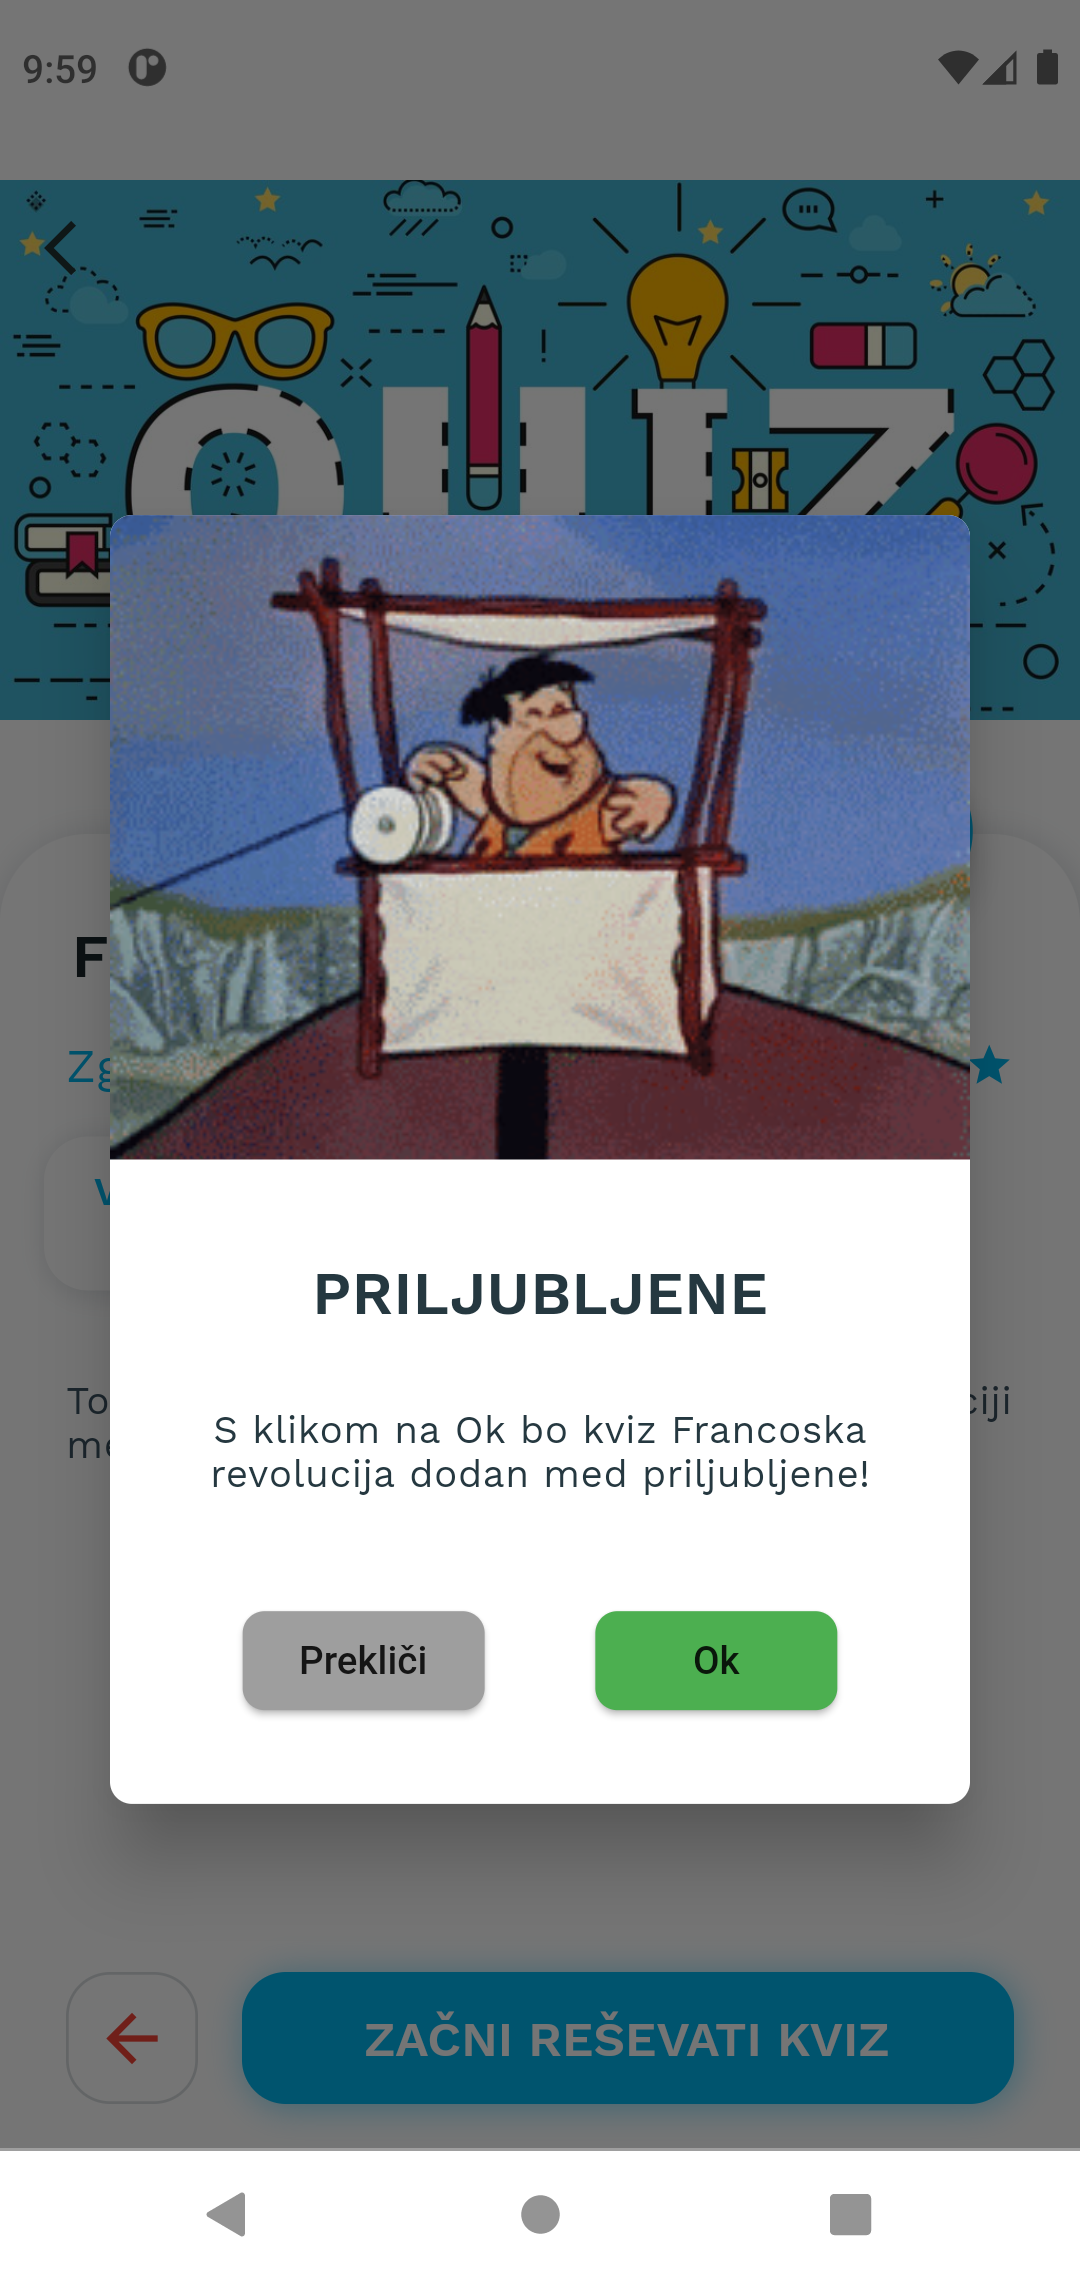 9:59
QUIZ
F
Zg
PRILJUBLJENE
S klikom na Ok bo kviz Francoska
revolucija dodan med priljubljene!
To
ciji
me
Prekliči
Ok
ZAČNI REŠEVATI KVIZ